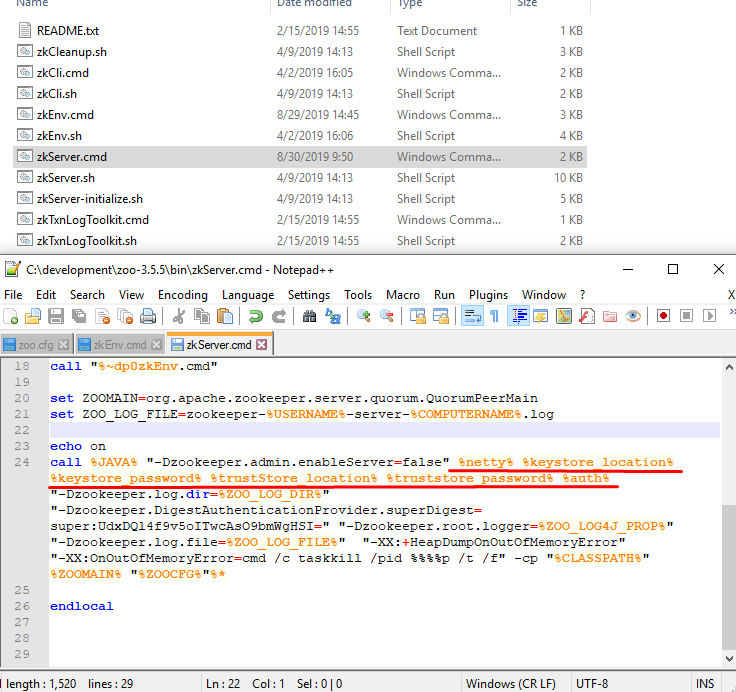 Name Date modified Type Size
README.txt 2/15/2019 14:55 Text Document 1 KB
zkCleanup.sh 4/9/2019 14:13 Shell Script 3 KB
zkCli.cmd 4/2/2019 16:05 Windows Comma... 2 KB
zkCli.sh 4/9/2019 14:13 Shell Script 2 KB
zkEnv.cmd 8/29/2019 14:45 Windows Comma... 3 KB
zkEnv.sh 4/2/2019 16:06 Shell Script 4 KB
zkServer.cmd 8/30/2019 9:50 Windows Comma... 2 KB
zkServer.sh 4/9/2019 14:13 Shell Script 10 KB
zkServer-initialize.sh 4/9/2019 14:13 Shell Script 5 KB
zkTxnLogToolkit.cmd 2/15/2019 14:55 Windows Comma... 1 KB
zkTxnLogToolkit.sh 2/15/2019 14:55 Shell Script 2 KB
C:\development\zoo-3.5.5\bin\zkServer.cmd - Notepad++
File Edit Search View Encoding Language Settings Tools Macro Run Plugins Window ? X
zoo.cfg zkEnv.cmd zkServer.cmd
18 call "%~dp0zkEnv.cmd"
19
20 set ZOOMAIN=org.apache.zookeeper.server.quorum.QuorumPeerMain
21 set ZOO_LOG_FILE=zookeeper-%USERNAME%-server-%COMPUTERNAME%.log
22
23 echo on
24 call %JAVA% "-Dzookeeper.admin.enableServer=false" %netty% %keystore_location%
%keystore_password% %trustStore_location% %truststore_password% %auth%
"-Dzookeeper.log.dir=%ZOO_LOG_DIR%"
"-Dzookeeper.DigestAuthenticationProvider.superDigest=
super:UdxDQl4f9v5oITwcAsO9bmWgHSI=" "-Dzookeeper.root.logger=%ZOO_LOG4J_PROP%"
"-Dzookeeper.log.file=%ZOO_LOG_FILE%" "-XX:+HeapDumpOnOutOfMemoryError"
"-XX:OnOutOfMemoryError=cmd /c taskkill /pid %%%%p /t /f" -cp "%CLASSPATH%"
%ZOOMAIN% "%ZOOCFG%"%*
25
26 endlocal
27
28
29
length : 1,520 lines : 29 Ln : 22 Col : 1 Sel : 0 | 0 Windows (CR LF) UTF-8 INS